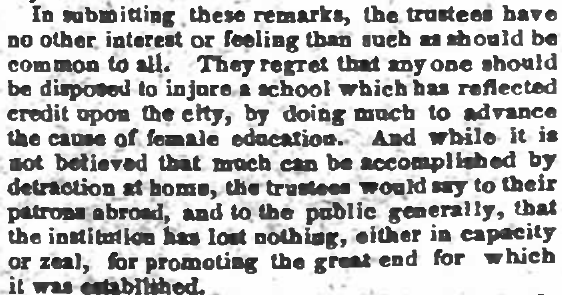 In submitting these remarks, the trustees have
no other interest or feeling than such as should be
common to all. They regret that any one should
be disposed to injure a school which has reflected
credit upon the city, by doing much to advance
the cause of female education. And while it is
not believed that much can be accomplished by
detraction at home, the trustees would say to their
patrons abroad, and to the public generally, that
the institution has lost nothing, either in capacity
or zeal, for promoting the great end for which
it was established.